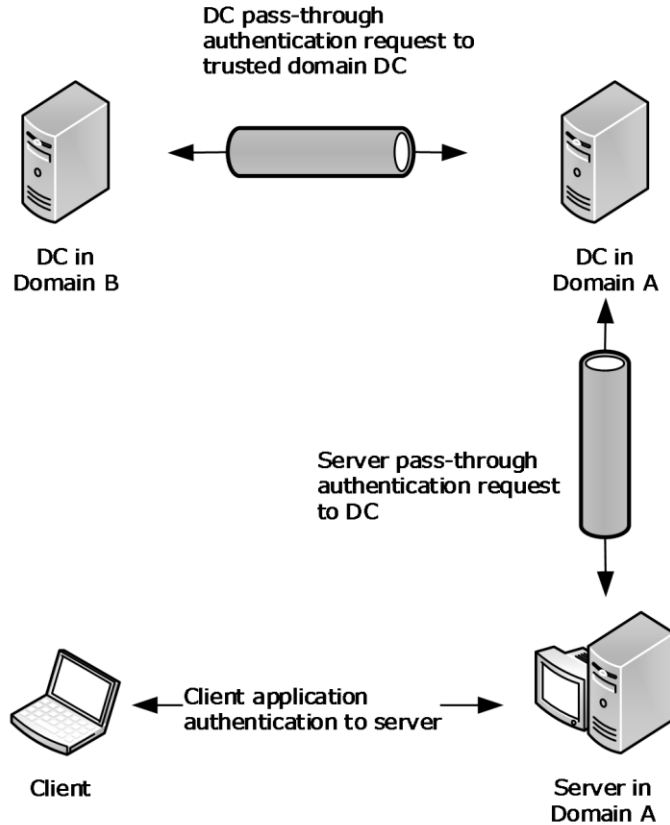 DC pass-through
authentication request to
trusted domain DC
DC in
Domain B
DC in
Domain A
Server pass-through
authentication request
to DC
Client application
authentication to server
Client
Server in
Domain A